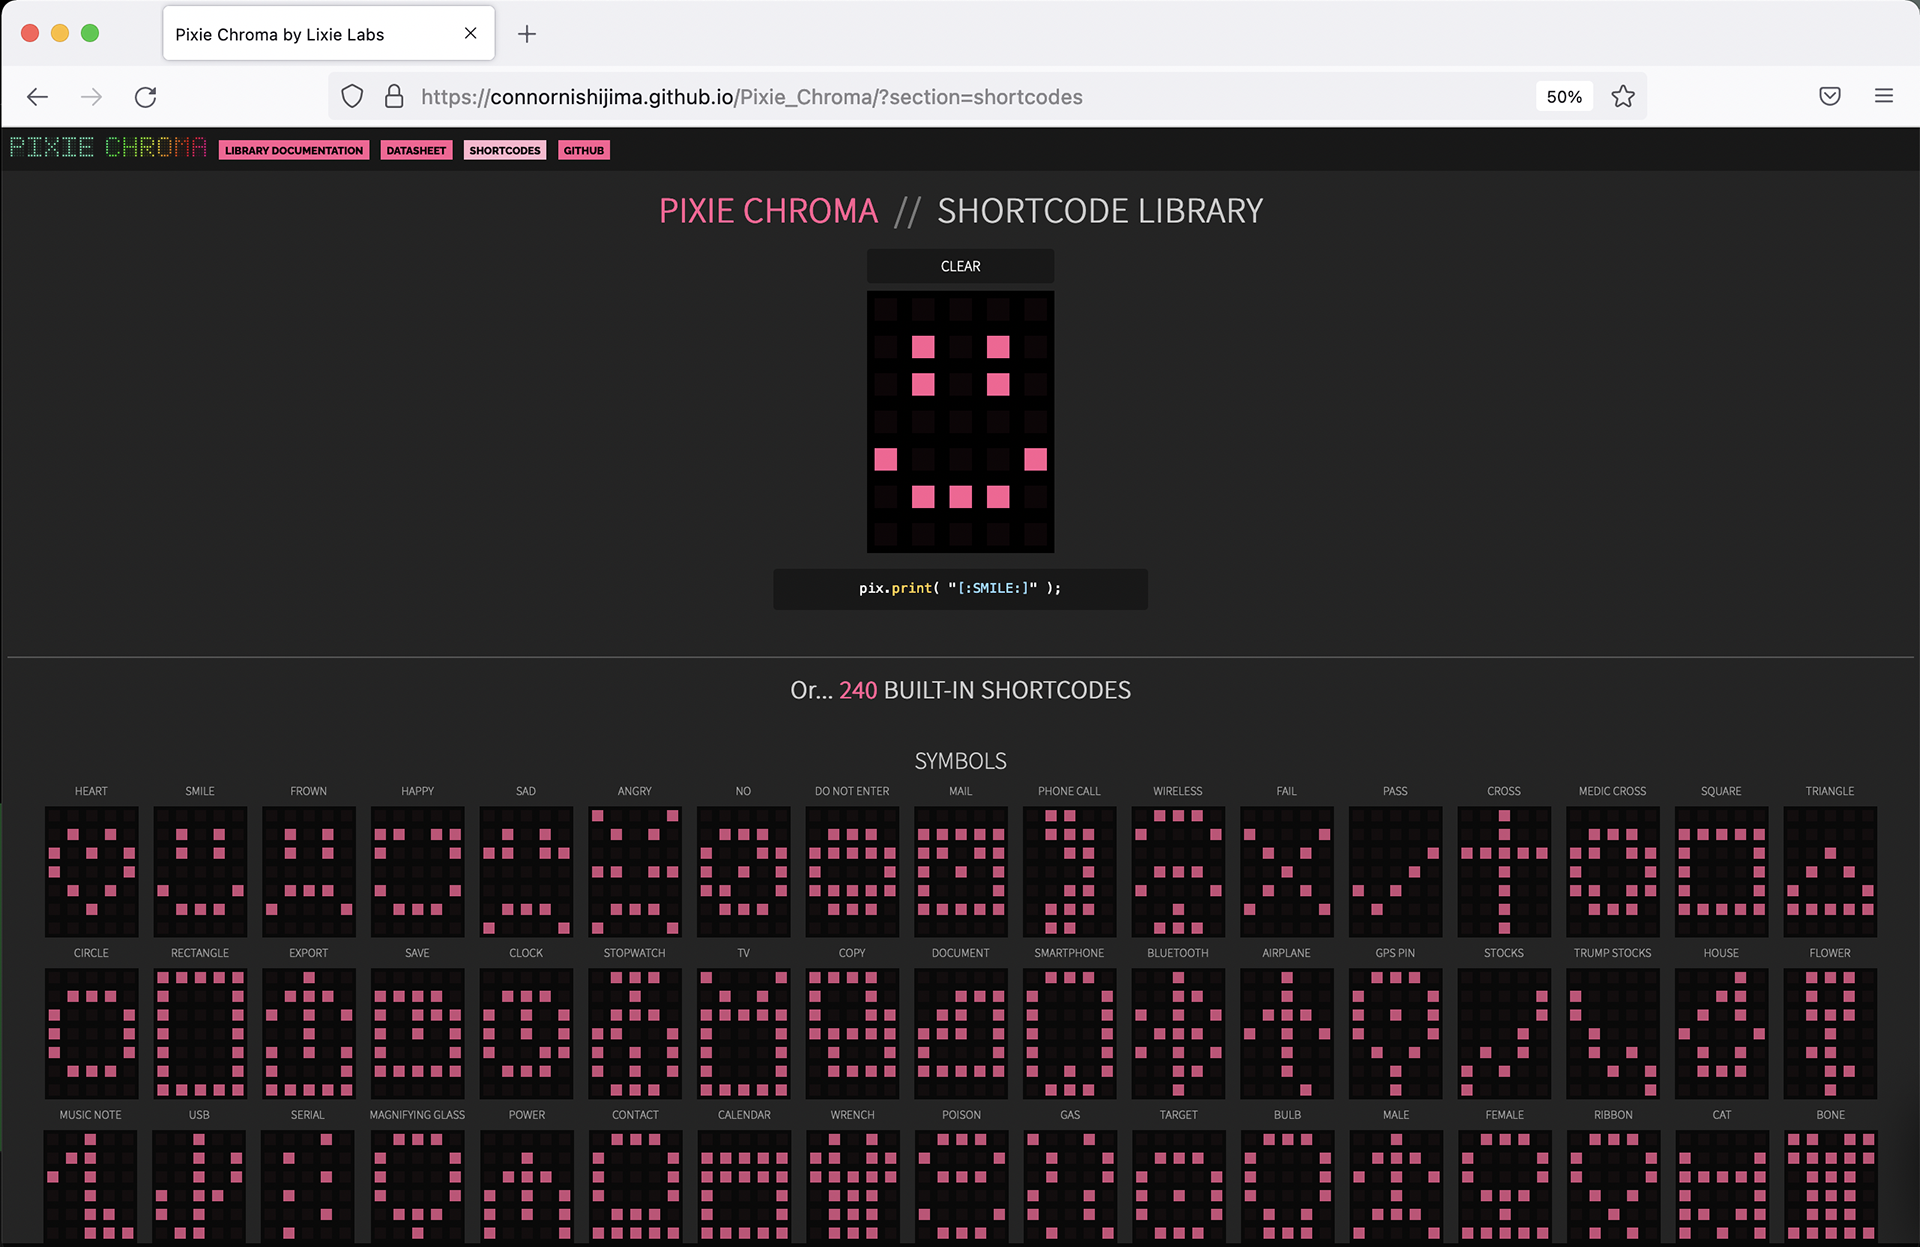 Pixie Chroma by Lixie Labs
https://connornishijima.github.io/Pixie_Chroma/?section=shortcodes
50%
PIXIE CHROMA LIBRARY DOCUMENTATION DATASHEET SHORTCODES GITHUB
PIXIE CHROMA // SHORTCODE LIBRARY
CLEAR
pix.print( "[:SMILE:]" );
Or... 240 BUILT-IN SHORTCODES
SYMBOLS
HEART SMILE FROWN HAPPY SAD ANGRY NO DO NOT ENTER MAIL PHONE CALL WIRELESS FAIL PASS CROSS MEDIC CROSS SQUARE TRIANGLE
CIRCLE RECTANGLE EXPORT SAVE CLOCK STOPWATCH TV COPY DOCUMENT SMARTPHONE BLUETOOTH AIRPLANE GPS PIN STOCKS TRUMP STOCKS HOUSE FLOWER
MUSIC NOTE USB SERIAL MAGNIFYING GLASS POWER CONTACT CALENDAR WRENCH POISON GAS TARGET BULB MALE FEMALE RIBBON CAT BONE